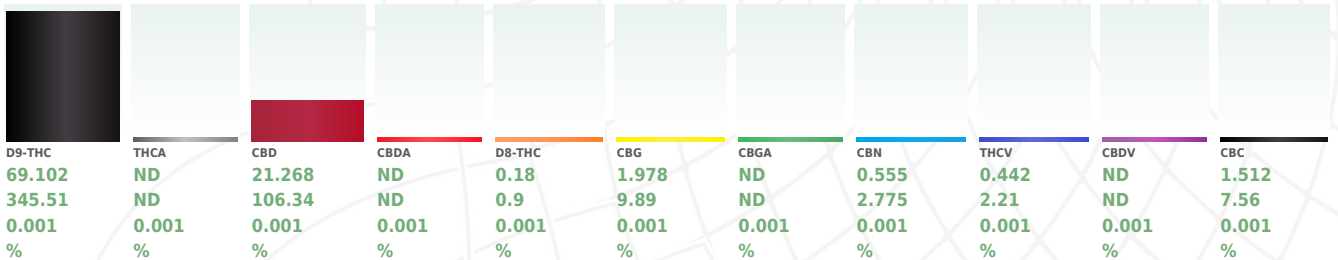 D9-THC THCA CBD CBDA D8-THC CBG CBGA CBN THCV CBDV CBC
69.102 ND 21.268 ND 0.18 1.978 ND 0.555 0.442 ND 1.512
345.51 ND 106.34 ND 0.9 9.89 ND 2.775 2.21 ND 7.56
0.001 0.001 0.001 0.001 0.001 0.001 0.001 0.001 0.001 0.001 0.001
% % % % % % % % % % %